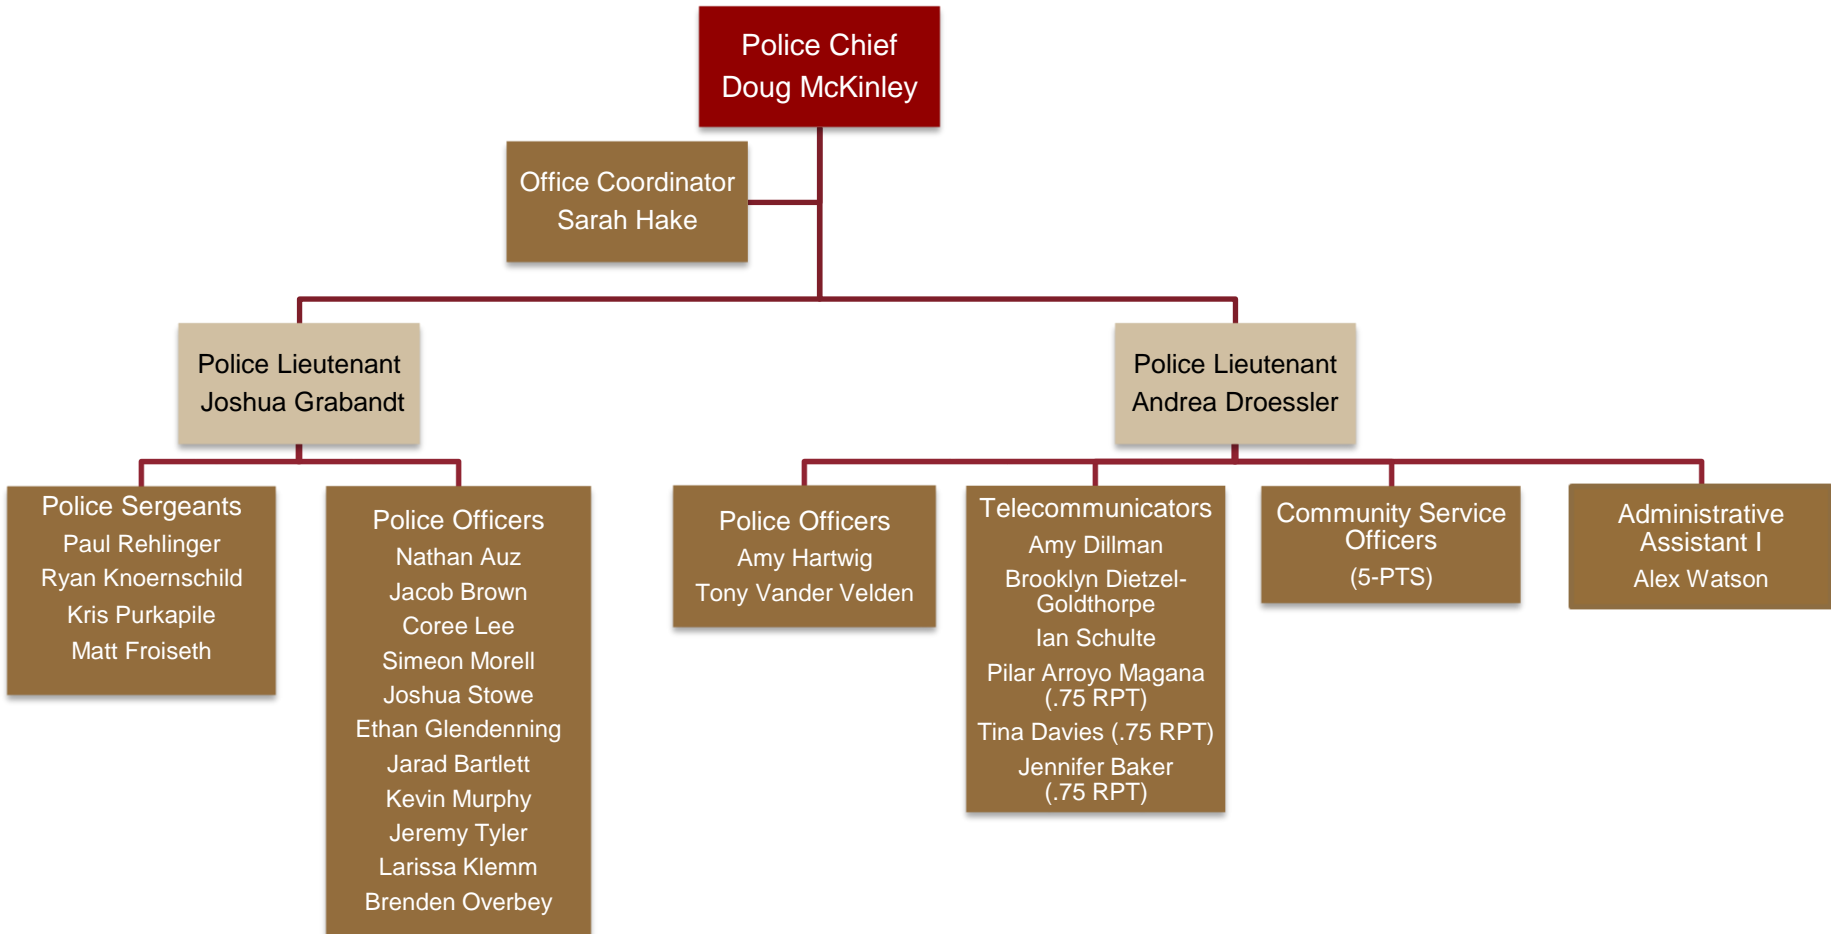 Police Chief
Doug McKinley
Office Coordinator
Sarah Hake
Police Lieutenant
Joshua Grabandt
Police Lieutenant
Andrea Droessler
Police Sergeants
Paul Rehlinger
Ryan Knoernschild
Kris Purkapile
Matt Froiseth
Police Officers
Nathan Auz
Jacob Brown
Coree Lee
Simeon Morell
Joshua Stowe
Ethan Glendenning
Jarad Bartlett
Kevin Murphy
Jeremy Tyler
Larissa Klemm
Brenden Overbey
Police Officers
Amy Hartwig
Tony Vander Velden
Telecommunicators
Amy Dillman
Brooklyn Dietzel-
Goldthorpe
Ian Schulte
Pilar Arroyo Magana
(.75 RPT)
Tina Davies (.75 RPT)
Jennifer Baker
(.75 RPT)
Community Service
Officers
(5-PTS)
Administrative
Assistant I
Alex Watson